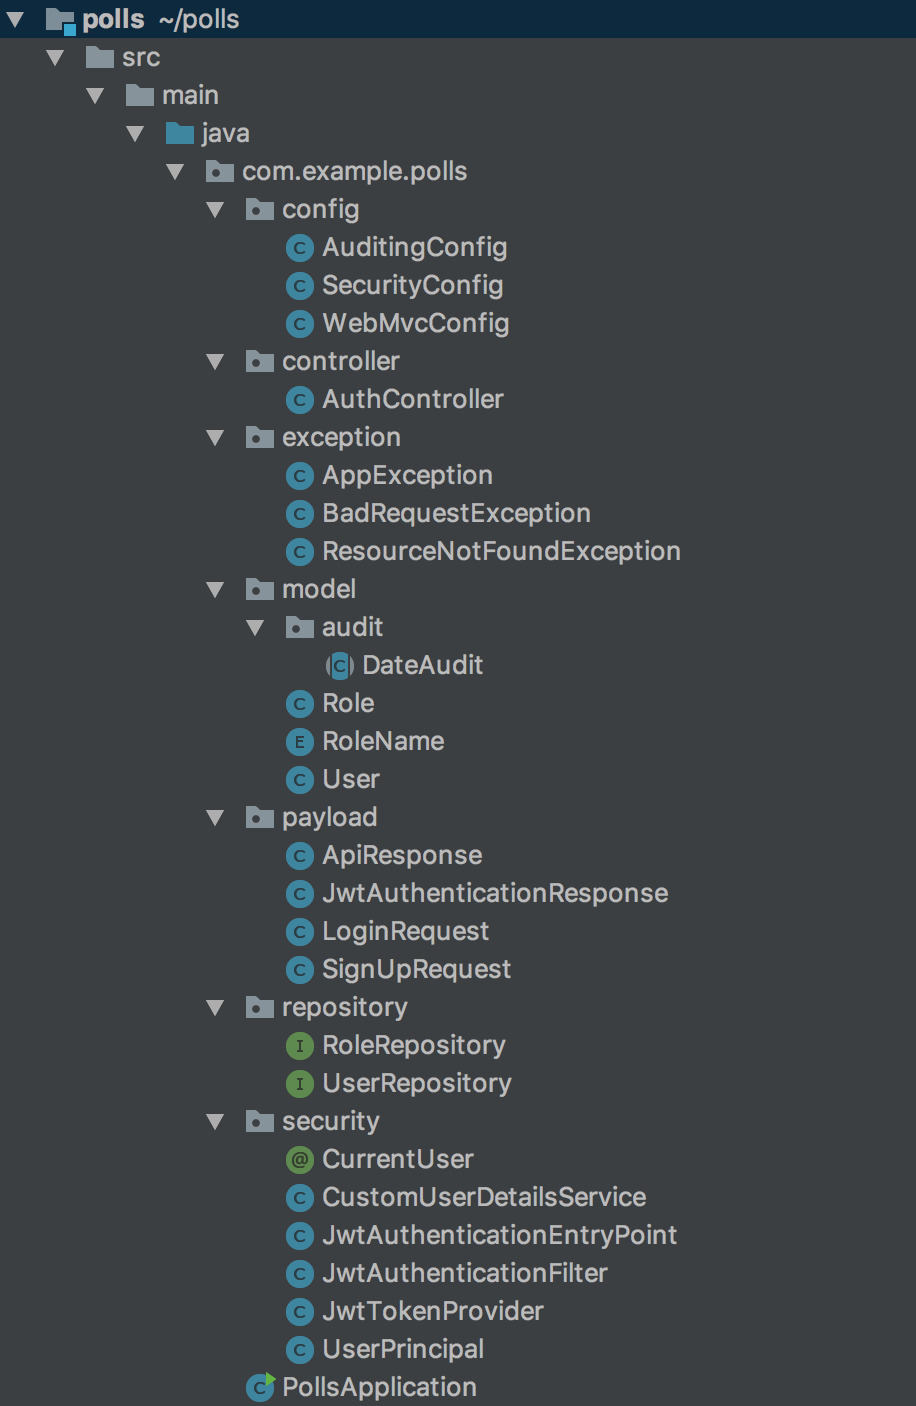 polls ~/polls
src
main
java
com.example.polls
config
C AuditingConfig
C SecurityConfig
C WebMvcConfig
controller
C AuthController
exception
C AppException
C BadRequestException
C ResourceNotFoundException
model
audit
C DateAudit
C Role
E RoleName
C User
payload
C ApiResponse
C JwtAuthenticationResponse
C LoginRequest
C SignUpRequest
repository
I RoleRepository
I UserRepository
security
@ CurrentUser
C CustomUserDetailsService
C JwtAuthenticationEntryPoint
C JwtAuthenticationFilter
C JwtTokenProvider
C UserPrincipal
C PollsApplication